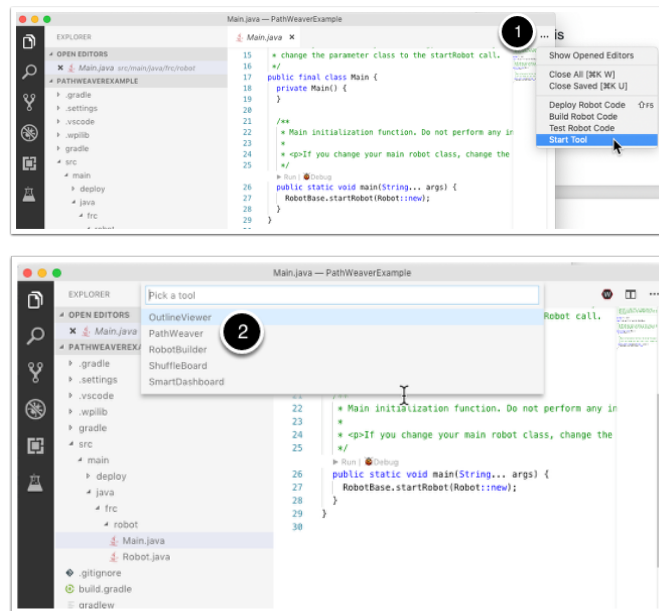 Main.java — PathWeaverExample
1
is
EXPLORER
Main.java ×
...
OPEN EDITORS
Main.java src/main/java/frc/robot
PATHWEAVEREXAMPLE
.gradle
.settings
.vscode
.wpilib
gradle
src
main
deploy
java
frc
robot
15 * change the parameter class to the startRobot call.
16 */
17 public final class Main {
18 private Main() {
19 }
20
21 /**
22 * Main initialization function. Do not perform any in
23 *
24 * <p>If you change your main robot class, change the
25 */
Run | Debug
26 public static void main(String... args) {
27 RobotBase.startRobot(Robot::new);
28 }
29 }
Show Opened Editors
Close All [⌘K W]
Close Saved [⌘K U]
Deploy Robot Code ⇧F5
Build Robot Code
Test Robot Code
Start Tool
Main.java — PathWeaverExample
EXPLORER
Pick a tool
...
OPEN EDITORS
Main.java
PATHWEAVEREX
.gradle
.settings
.vscode
.wpilib
gradle
src
main
deploy
java
frc
robot
Main.java
Robot.java
.gitignore
build.gradle
gradlew
OutlineViewer
PathWeaver
2
RobotBuilder
ShuffleBoard
SmartDashboard
Robot call.
21 /**
22 * Main initialization function. Do not perform any in
23 *
24 * <p>If you change your main robot class, change the
25 */
Run | Debug
26 public static void main(String... args) {
27 RobotBase.startRobot(Robot::new);
28 }
29 }
30